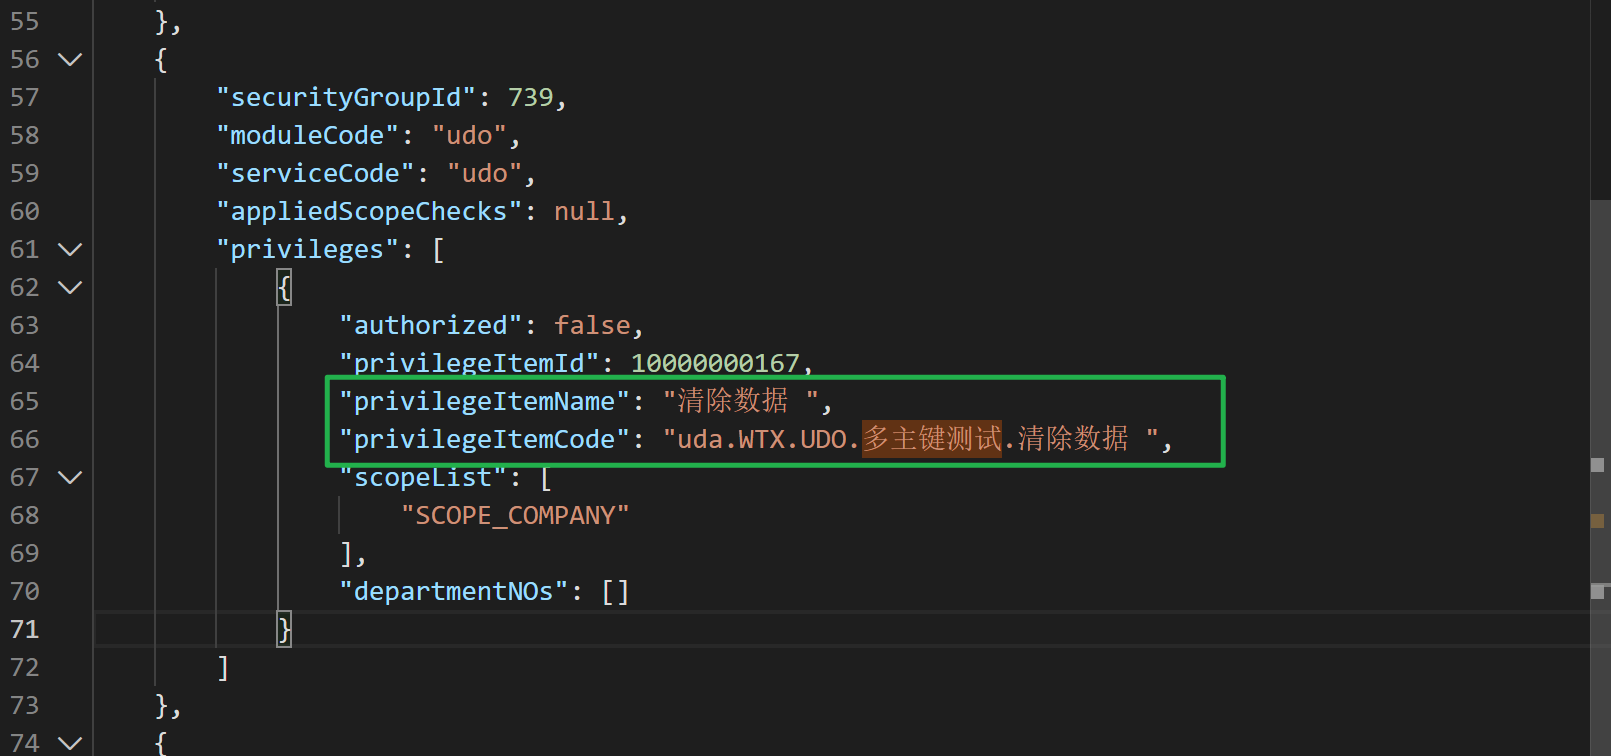 55 },
56 {
57 "securityGroupId": 739,
58 "moduleCode": "udo",
59 "serviceCode": "udo",
60 "appliedScopeChecks": null,
61 "privileges": [
62 {
63 "authorized": false,
64 "privilegeItemId": 10000000167,
65 "privilegeItemName": "清除数据 ",
66 "privilegeItemCode": "uda.WTX.UDO.多主键测试.清除数据 ",
67 "scopeList": [
68 "SCOPE_COMPANY"
69 ],
70 "departmentNOs": []
71 }
72 ]
73 },
74 {